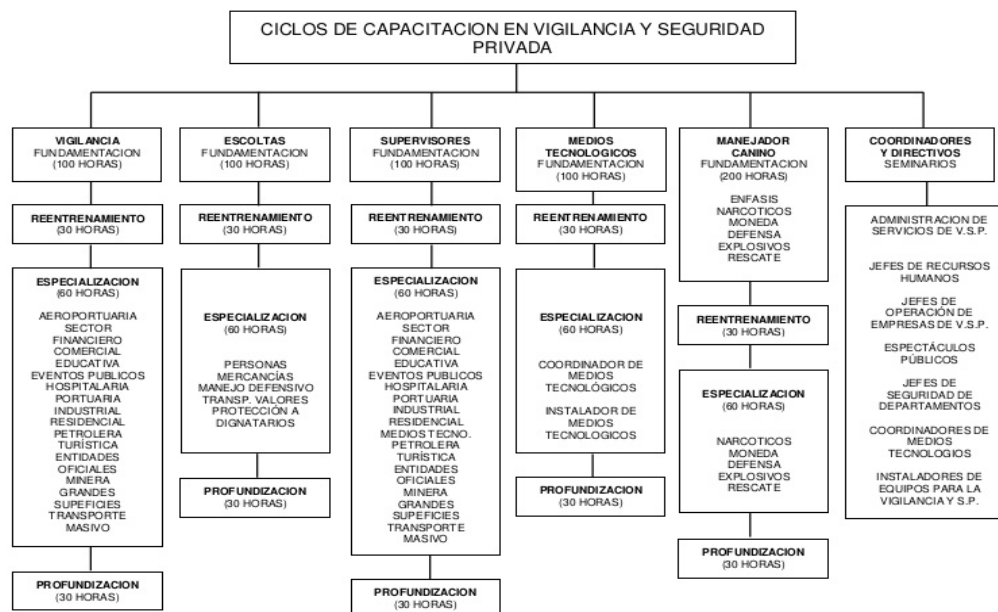 CICLOS DE CAPACITACION EN VIGILANCIA Y SEGURIDAD
PRIVADA
VIGILANCIA
FUNDAMENTACION
(100 HORAS)
REENTRENAMIENTO
(30 HORAS)
ESPECIALIZACION
(60 HORAS)
AEROPORTUARIA
SECTOR
FINANCIERO
COMERCIAL
EDUCATIVA
EVENTOS PUBLICOS
HOSPITALARIA
PORTUARIA
INDUSTRIAL
RESIDENCIAL
PETROLERA
TURÍSTICA
ENTIDADES
OFICIALES
MINERA
GRANDES
SUPEFICIES
TRANSPORTE
MASIVO
PROFUNDIZACION
(30 HORAS)
ESCOLTAS
FUNDAMENTACION
(100 HORAS)
REENTRENAMIENTO
(30 HORAS)
ESPECIALIZACION
(60 HORAS)
PERSONAS
MERCANCÍAS
MANEJO DEFENSIVO
TRANSP. VALORES
PROTECCIÓN A
DIGNATARIOS
PROFUNDIZACION
(30 HORAS)
SUPERVISORES
FUNDAMENTACION
(100 HORAS)
REENTRENAMIENTO
(30 HORAS)
ESPECIALIZACION
(60 HORAS)
AEROPORTUARIA
SECTOR
FINANCIERO
COMERCIAL
EDUCATIVA
EVENTOS PUBLICOS
HOSPITALARIA
PORTUARIA
INDUSTRIAL
RESIDENCIAL
MEDIOS TECNO.
PETROLERA
TURÍSTICA
ENTIDADES
OFICIALES
MINERA
GRANDES
SUPEFICIES
TRANSPORTE
MASIVO
PROFUNDIZACION
(30 HORAS)
MEDIOS
TECNOLOGICOS
FUNDAMENTACION
(100 HORAS)
REENTRENAMIENTO
(30 HORAS)
ESPECIALIZACION
(60 HORAS)
COORDINADOR DE
MEDIOS
TECNOLÓGICOS
INSTALADOR DE
MEDIOS
TECNOLOGICOS
PROFUNDIZACION
(30 HORAS)
MANEJADOR
CANINO
FUNDAMENTACION
(200 HORAS)
ENFASIS
NARCOTICOS
MONEDA
DEFENSA
EXPLOSIVOS
RESCATE
REENTRENAMIENTO
(30 HORAS)
ESPECIALIZACION
(60 HORAS)
NARCOTICOS
MONEDA
DEFENSA
EXPLOSIVOS
RESCATE
PROFUNDIZACION
(30 HORAS)
COORDINADORES
Y DIRECTIVOS
SEMINARIOS
ADMINISTRACION DE
SERVICIOS DE V.S.P.
JEFES DE RECURSOS
HUMANOS
JEFES DE
OPERACIÓN DE
EMPRESAS DE V.S.P.
ESPECTÁCULOS
PÚBLICOS
JEFES DE
SEGURIDAD DE
DEPARTAMENTOS
COORDINADORES DE
MEDIOS
TECNOLOGIOS
INSTALADORES DE
EQUIPOS PARA LA
VIGILANCIA Y S.P.